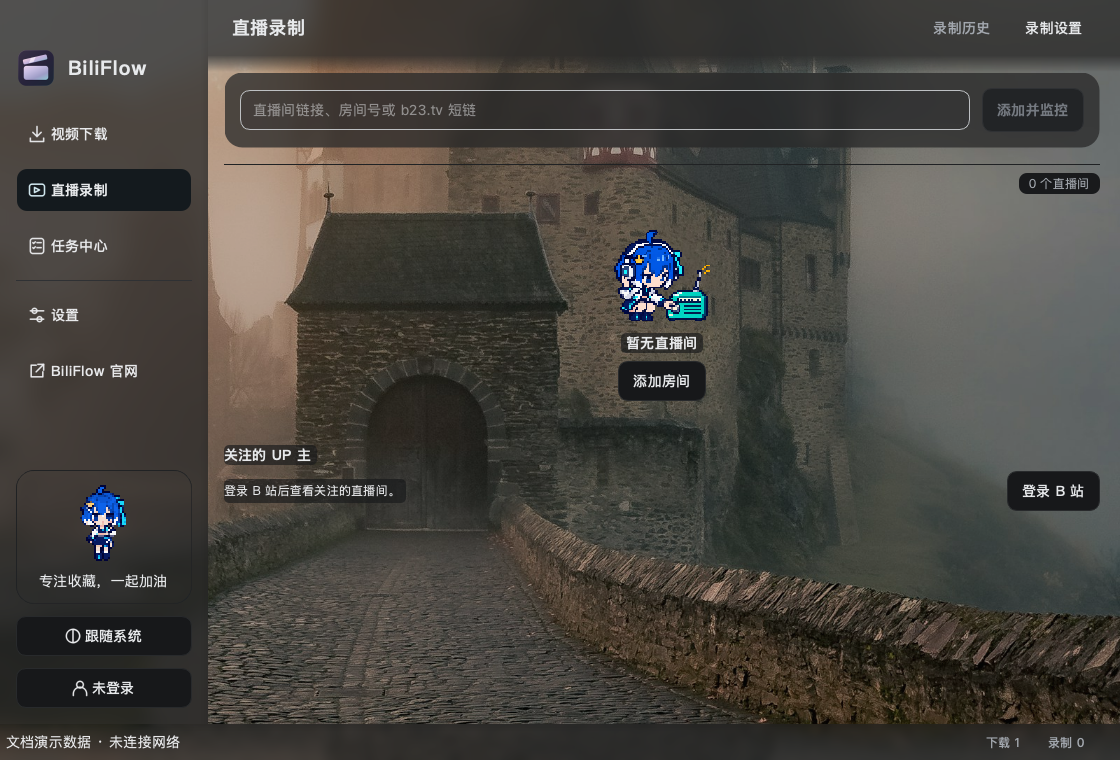 直播录制
录制历史
录制设置
BiliFlow
视频下载
直播录制
任务中心
设置
BiliFlow 官网
专注收藏，一起加油
跟随系统
未登录
直播间链接、房间号或 b23.tv 短链
添加并监控
0 个直播间
暂无直播间
添加房间
关注的 UP 主
登录 B 站后查看关注的直播间。
登录 B 站
文档演示数据 · 未连接网络
下载 1
录制 0